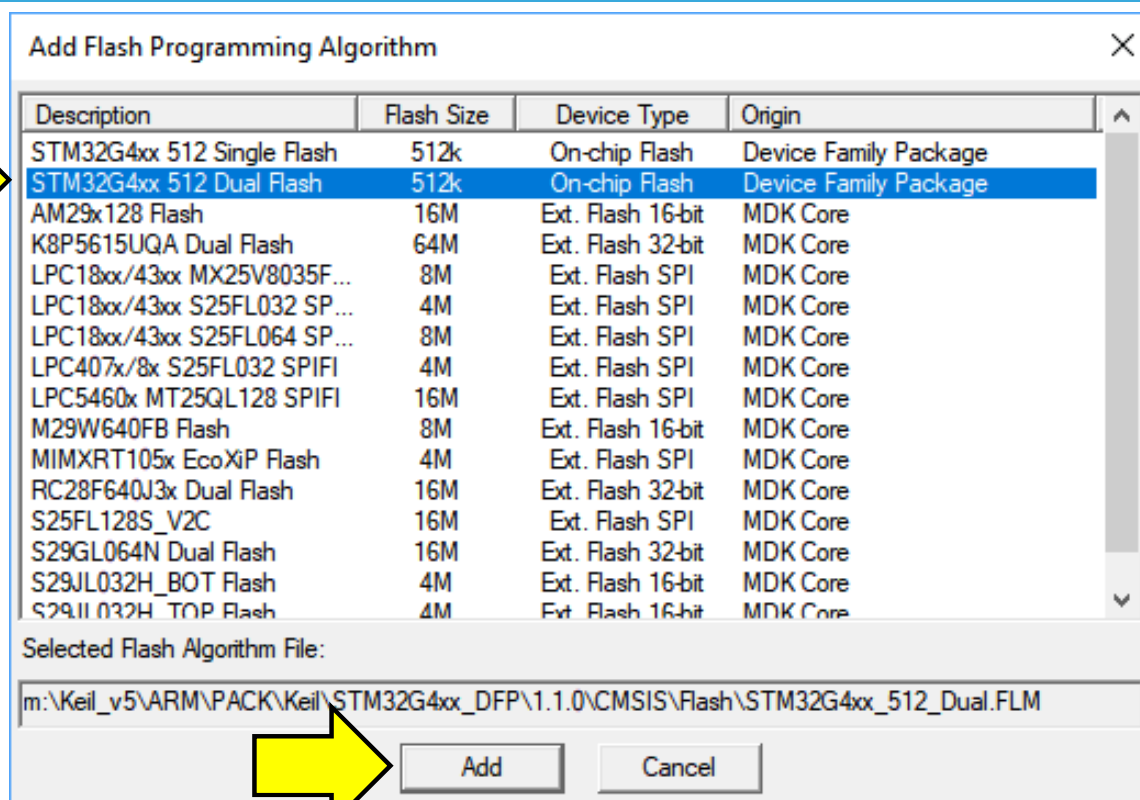 Add Flash Programming Algorithm
Description Flash Size Device Type Origin
STM32G4xx 512 Single Flash 512k On-chip Flash Device Family Package
STM32G4xx 512 Dual Flash 512k On-chip Flash Device Family Package
AM29x128 Flash 16M Ext. Flash 16-bit MDK Core
K8P5615UQA Dual Flash 64M Ext. Flash 32-bit MDK Core
LPC18xx/43xx MX25V8035F... 8M Ext. Flash SPI MDK Core
LPC18xx/43xx S25FL032 SP... 4M Ext. Flash SPI MDK Core
LPC18xx/43xx S25FL064 SP... 8M Ext. Flash SPI MDK Core
LPC407x/8x S25FL032 SPIFI 4M Ext. Flash SPI MDK Core
LPC5460x MT25QL128 SPIFI 16M Ext. Flash SPI MDK Core
M29W640FB Flash 8M Ext. Flash 16-bit MDK Core
MIMXRT105x EcoXiP Flash 4M Ext. Flash SPI MDK Core
RC28F640J3x Dual Flash 16M Ext. Flash 32-bit MDK Core
S25FL128S_V2C 16M Ext. Flash SPI MDK Core
S29GL064N Dual Flash 16M Ext. Flash 32-bit MDK Core
S29JL032H_BOT Flash 4M Ext. Flash 16-bit MDK Core
S29JL032H_TOP Flash 4M Ext. Flash 16-bit MDK Core
Selected Flash Algorithm File:
m:\Keil_v5\ARM\PACK\Keil\STM32G4xx_DFP\1.1.0\CMSIS\Flash\STM32G4xx_512_Dual.FLM
Add Cancel